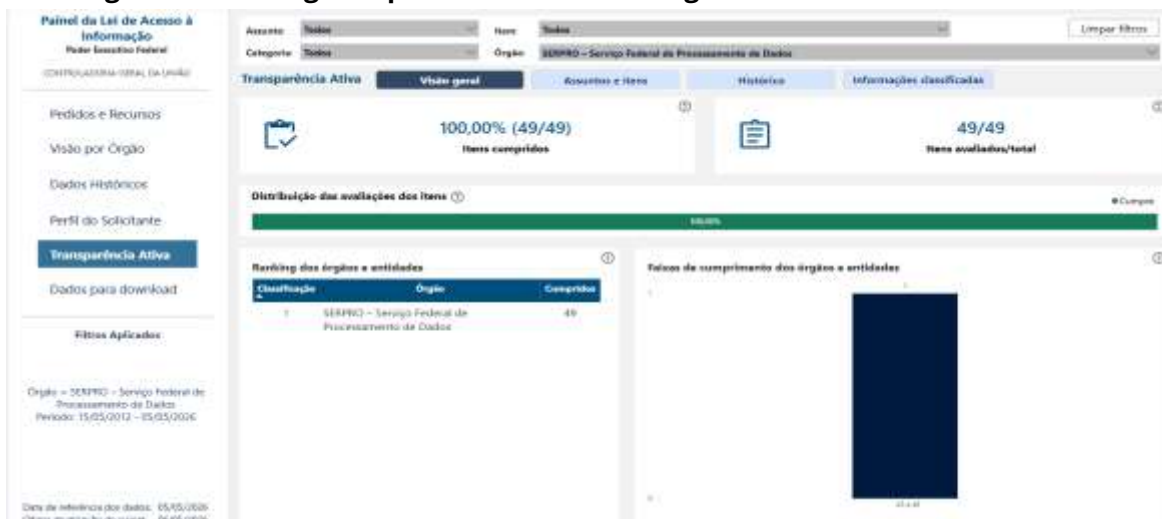 Painel da Lei de Acesso à
Informação
Poder Executivo Federal
CONTROLADORIA-GERAL DA UNIÃO
Pedidos e Recursos
Visão por Órgão
Dados Históricos
Perfil do Solicitante
Transparência Ativa
Dados para download
Filtros Aplicados
Órgão = SERPRO – Serviço Federal de
Processamento de Dados
Período: 15/05/2012 - 05/05/2026
Data de referência dos dados: 05/05/2026
Assunto Todos Item Todos Limpar filtros
Categoria Todos Órgão SERPRO – Serviço Federal de Processamento de Dados
Transparência Ativa Visão geral Assuntos e itens Histórico Informações classificadas
100,00% (49/49)
Itens cumpridos
49/49
Itens avaliados/total
Distribuição das avaliações dos itens
Cumpre
100,00%
Ranking dos órgãos e entidades
Classificação Órgão Cumpridos
1 SERPRO – Serviço Federal de
Processamento de Dados 49
Faixas de cumprimento dos órgãos e entidades